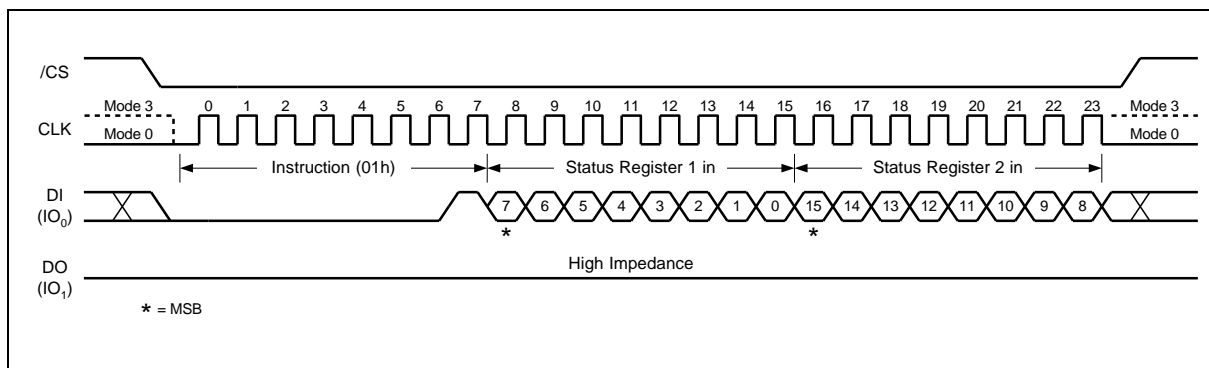 /CS
Mode 3 0 1 2 3 4 5 6 7 8 9 10 11 12 13 14 15 16 17 18 19 20 21 22 23 Mode 3
CLK Mode 0 Mode 0
Instruction (01h) Status Register 1 in Status Register 2 in
DI
(IO0) 7 6 5 4 3 2 1 0 15 14 13 12 11 10 9 8
* *
High Impedance
DO
(IO1)
* = MSB